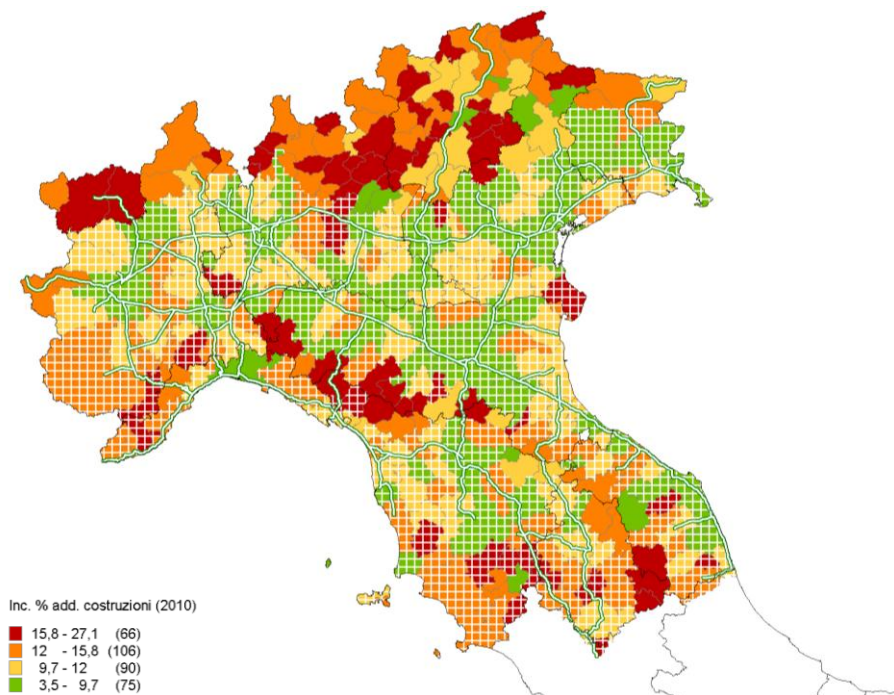 Inc. % add. costruzioni (2010)
15,8 - 27,1 (66)
12 - 15,8 (106)
9,7 - 12 (90)
3,5 - 9,7 (75)